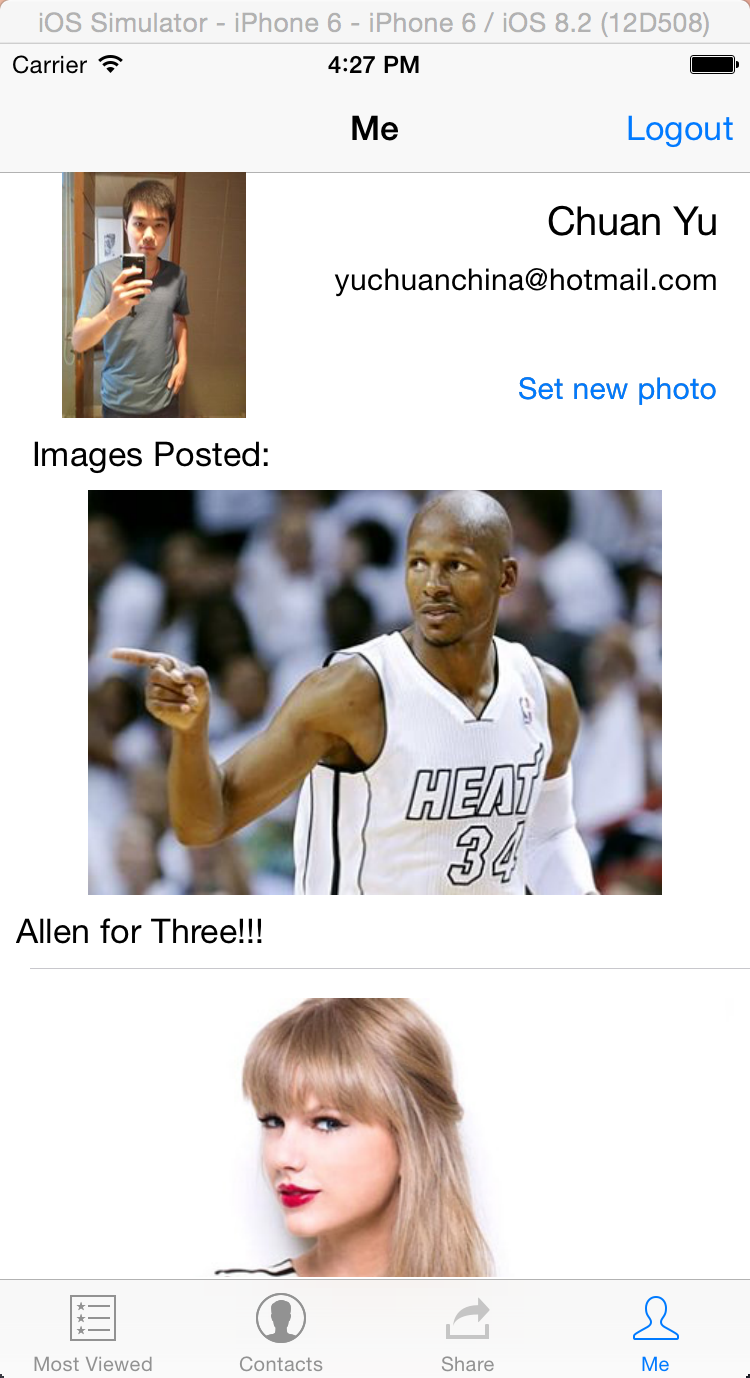 iOS Simulator - iPhone 6 - iPhone 6 / iOS 8.2 (12D508)
Carrier 4:27 PM
Me Logout
Chuan Yu
yuchuanchina@hotmail.com
Set new photo
Images Posted:
HEAT
34
Allen for Three!!!
Most Viewed Contacts Share Me